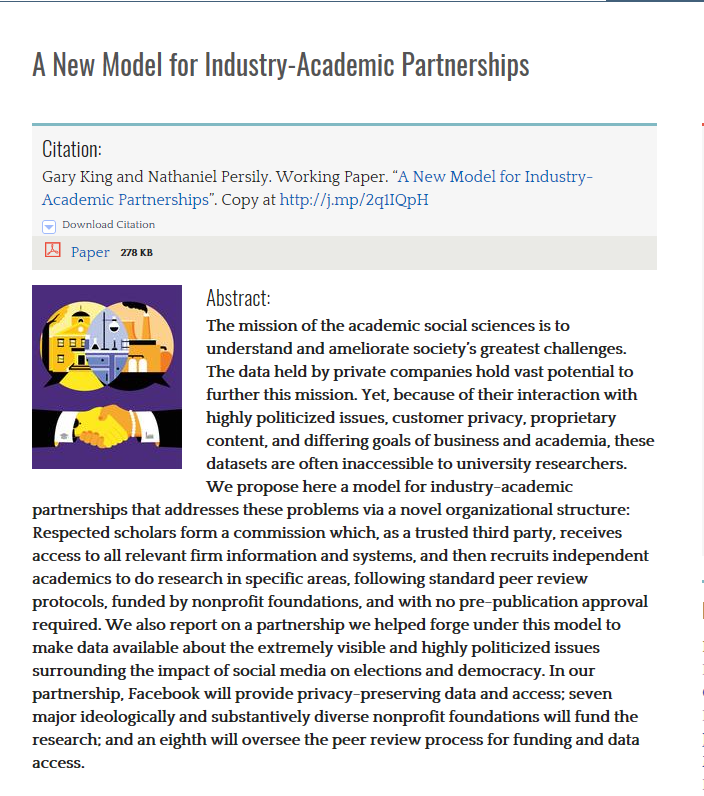 A New Model for Industry-Academic Partnerships
Citation:
Gary King and Nathaniel Persily. Working Paper. “A New Model for Industry-
Academic Partnerships”. Copy at http://j.mp/2q1IQpH
Download Citation
Paper 278 KB
Abstract:
The mission of the academic social sciences is to
understand and ameliorate society’s greatest challenges.
The data held by private companies hold vast potential to
further this mission. Yet, because of their interaction with
highly politicized issues, customer privacy, proprietary
content, and differing goals of business and academia, these
datasets are often inaccessible to university researchers.
We propose here a model for industry-academic
partnerships that addresses these problems via a novel organizational structure:
Respected scholars form a commission which, as a trusted third party, receives
access to all relevant firm information and systems, and then recruits independent
academics to do research in specific areas, following standard peer review
protocols, funded by nonprofit foundations, and with no pre-publication approval
required. We also report on a partnership we helped forge under this model to
make data available about the extremely visible and highly politicized issues
surrounding the impact of social media on elections and democracy. In our
partnership, Facebook will provide privacy-preserving data and access; seven
major ideologically and substantively diverse nonprofit foundations will fund the
research; and an eighth will oversee the peer review process for funding and data
access.